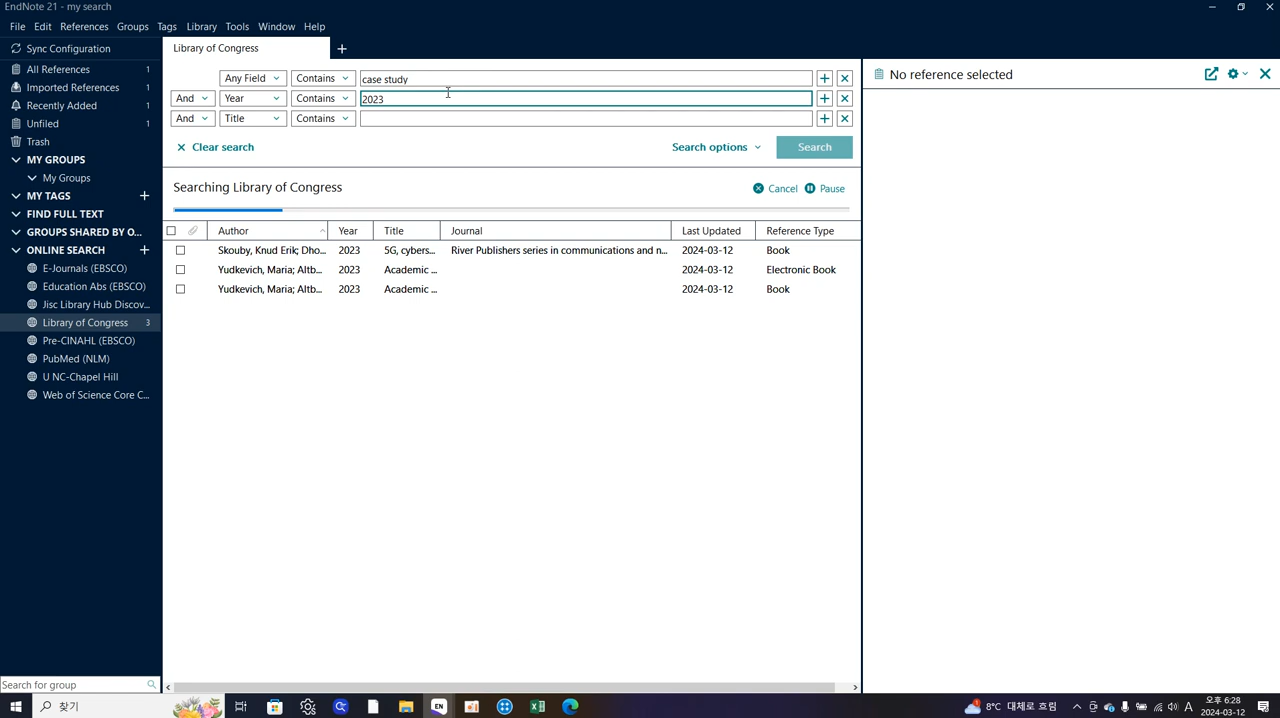 EndNote 21 - my search
File Edit References Groups Tags Library Tools Window Help
Sync Configuration
All References 1
Imported References 1
Recently Added 1
Unfiled 1
Trash
MY GROUPS
My Groups
MY TAGS
FIND FULL TEXT
GROUPS SHARED BY O...
ONLINE SEARCH
E-Journals (EBSCO)
Education Abs (EBSCO)
Jisc Library Hub Discov...
Library of Congress 3
Pre-CINAHL (EBSCO)
PubMed (NLM)
U NC-Chapel Hill
Web of Science Core C...
Search for group
Library of Congress
Any Field Contains case study
And Year Contains 2023
And Title Contains
Clear search Search options Search
Searching Library of Congress Cancel Pause
Author Year Title Journal Last Updated Reference Type
Skouby, Knud Erik; Dho... 2023 5G, cybers... River Publishers series in communications and n... 2024-03-12 Book
Yudkevich, Maria; Altb... 2023 Academic ... 2024-03-12 Electronic Book
Yudkevich, Maria; Altb... 2023 Academic ... 2024-03-12 Book
No reference selected
찾기
EN
8°C 대체로 흐림
A
오후 6:28
2024-03-12